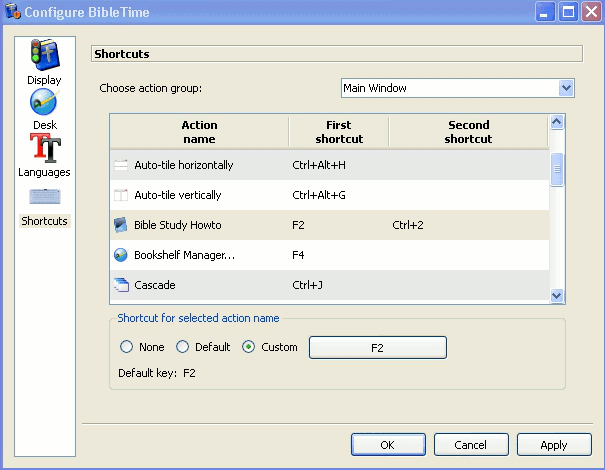 Configure BibleTime
Display
Desk
Languages
Shortcuts
Shortcuts
Choose action group: Main Window
Action name First shortcut Second shortcut
Auto-tile horizontally Ctrl+Alt+H
Auto-tile vertically Ctrl+Alt+G
Bible Study Howto F2 Ctrl+2
Bookshelf Manager... F4
Cascade Ctrl+J
Shortcut for selected action name
None Default Custom F2
Default key: F2
OK Cancel Apply